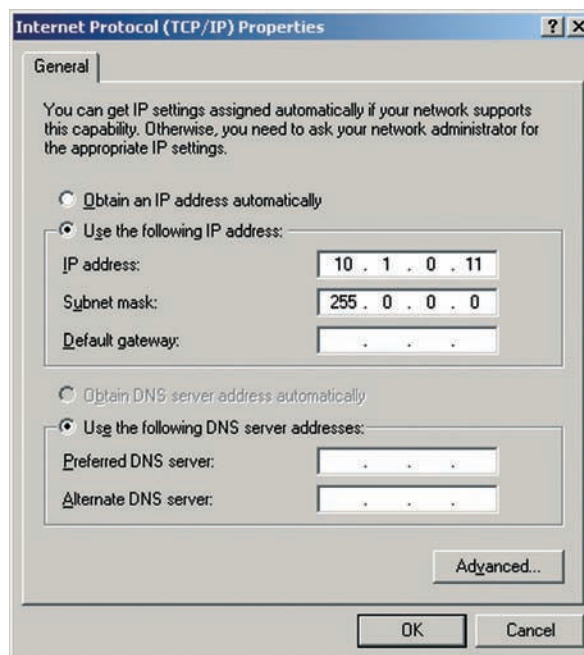 Internet Protocol (TCP/IP) Properties
General
You can get IP settings assigned automatically if your network supports
this capability. Otherwise, you need to ask your network administrator for
the appropriate IP settings.
Obtain an IP address automatically
Use the following IP address:
IP address: 10 . 1 . 0 . 11
Subnet mask: 255 . 0 . 0 . 0
Default gateway: . . .
Obtain DNS server address automatically
Use the following DNS server addresses:
Preferred DNS server: . . .
Alternate DNS server: . . .
Advanced...
OK Cancel